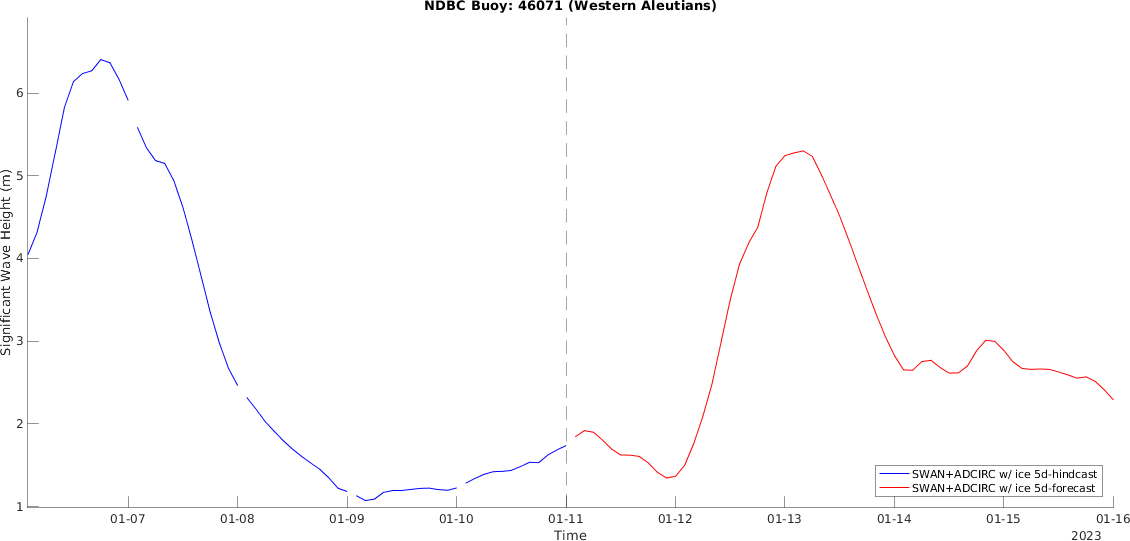 NDBC Buoy: 46071 (Western Aleutians)
Significant Wave Height (m)
6
5
4
3
2
1
01-07 01-08 01-09 01-10 01-11 01-12 01-13 01-14 01-15 01-16
Time
2023
SWAN+ADCIRC w/ ice 5d-hindcast
SWAN+ADCIRC w/ ice 5d-forecast